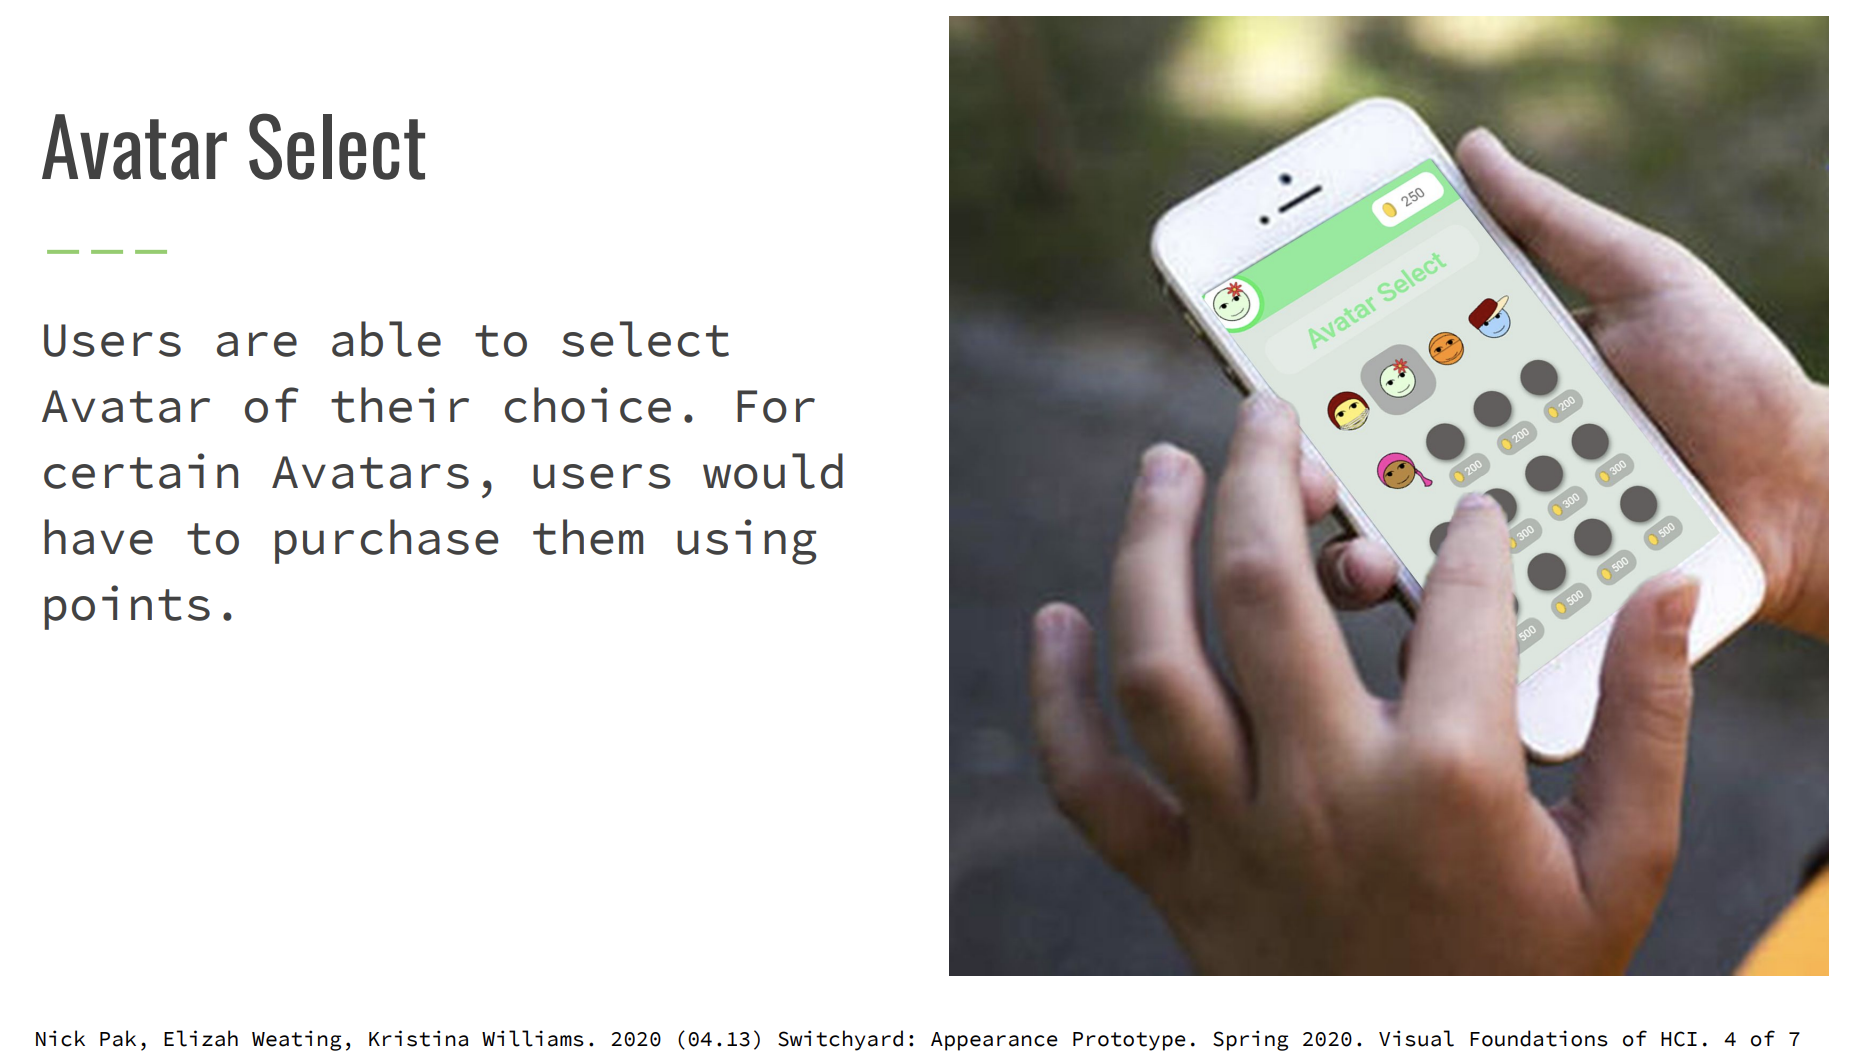 Avatar Select
Users are able to select
Avatar of their choice. For
certain Avatars, users would
have to purchase them using
points.
250
Avatar Select
200
200
200
300
300
300
500
500
500
500
Nick Pak, Elizah Weating, Kristina Williams. 2020 (04.13) Switchyard: Appearance Prototype. Spring 2020. Visual Foundations of HCI. 4 of 7